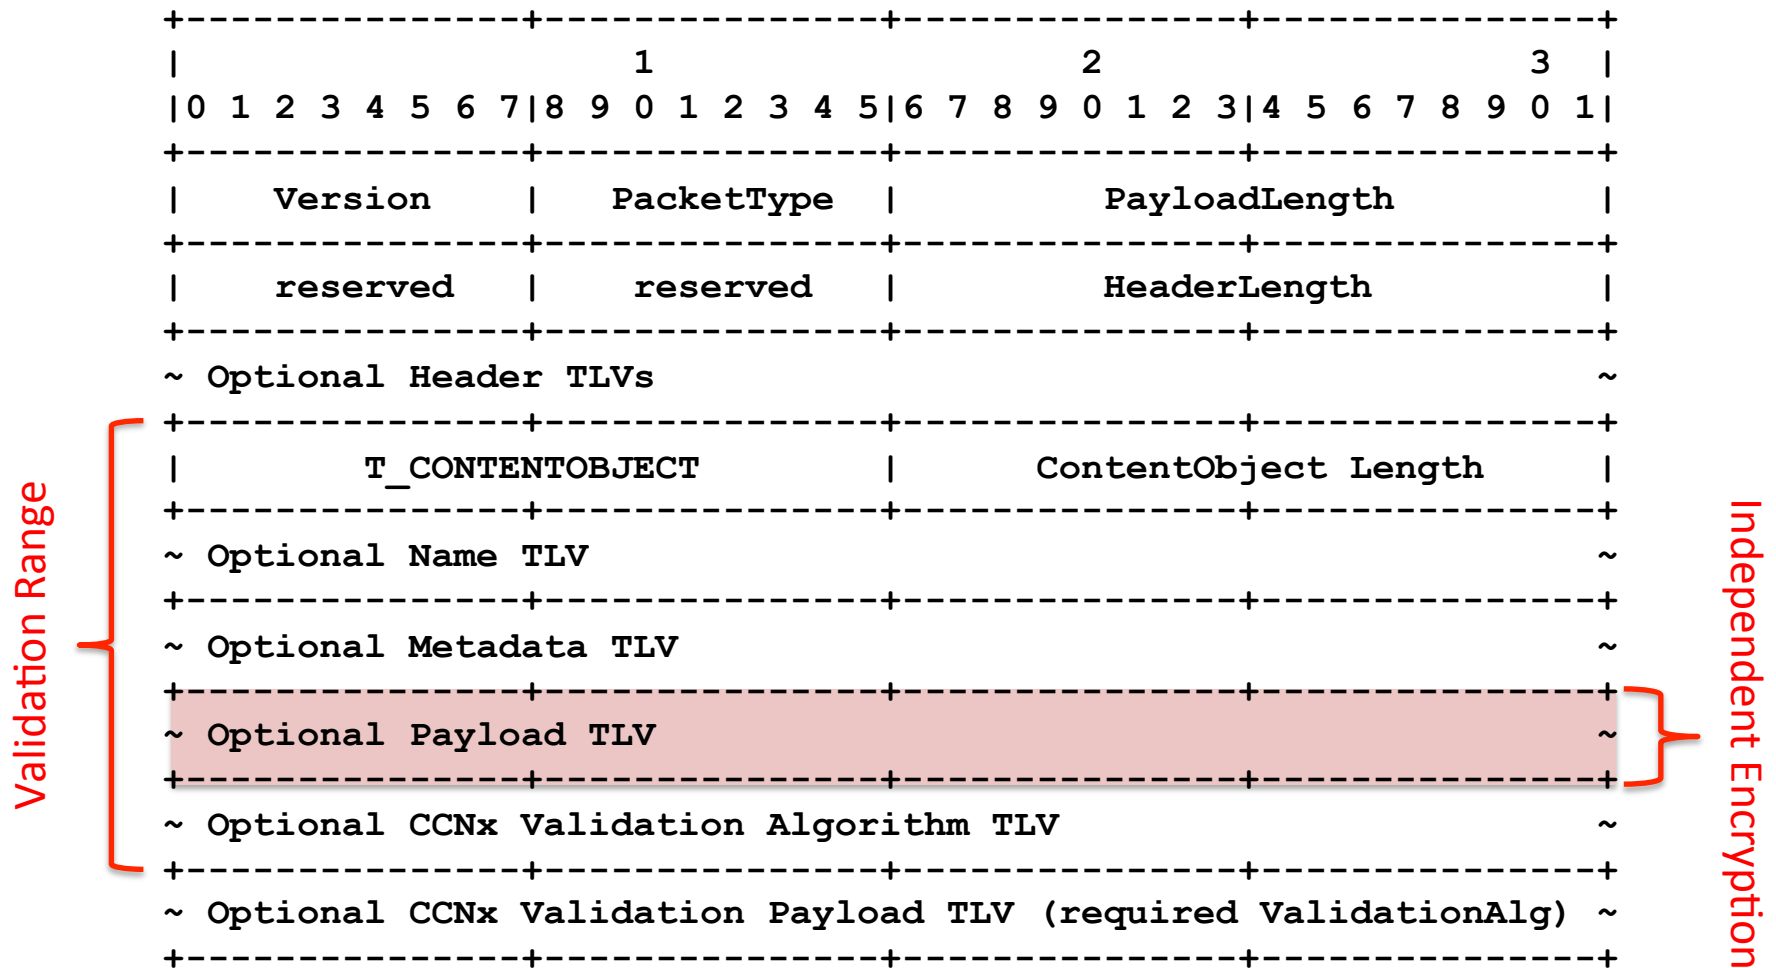 +---------------+---------------+---------------+---------------+
|                    1                   2                   3  |
|0 1 2 3 4 5 6 7|8 9 0 1 2 3 4 5|6 7 8 9 0 1 2 3|4 5 6 7 8 9 0 1|
+---------------+---------------+---------------+---------------+
|    Version    |   PacketType  |         PayloadLength         |
+---------------+---------------+---------------+---------------+
|    reserved   |    reserved   |         HeaderLength          |
+---------------+---------------+---------------+---------------+
~ Optional Header TLVs                                          ~
+---------------+---------------+---------------+---------------+
|        T_CONTENTOBJECT        |      ContentObject Length     |
+---------------+---------------+---------------+---------------+
~ Optional Name TLV                                             ~
+---------------+---------------+---------------+---------------+
~ Optional Metadata TLV                                         ~
+---------------+---------------+---------------+---------------+
~ Optional Payload TLV                                          ~
+---------------+---------------+---------------+---------------+
~ Optional CCNx Validation Algorithm TLV                        ~
+---------------+---------------+---------------+---------------+
~ Optional CCNx Validation Payload TLV (required ValidationAlg) ~
+---------------+---------------+---------------+---------------+
Validation Range
Independent Encryption